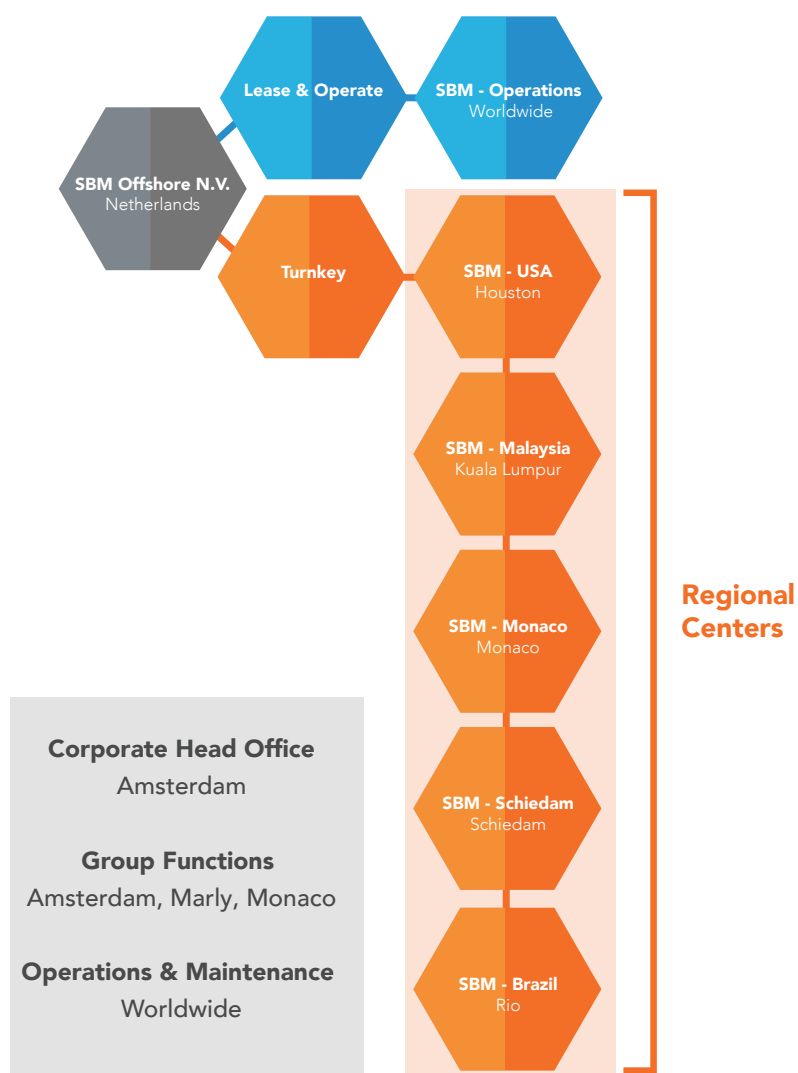 Lease & Operate
SBM - Operations
Worldwide
SBM Offshore N.V.
Netherlands
Turnkey
SBM - USA
Houston
SBM - Malaysia
Kuala Lumpur
SBM - Monaco
Monaco
SBM - Schiedam
Schiedam
SBM - Brazil
Rio
Regional
Centers
Corporate Head Office
Amsterdam
Group Functions
Amsterdam, Marly, Monaco
Operations & Maintenance
Worldwide